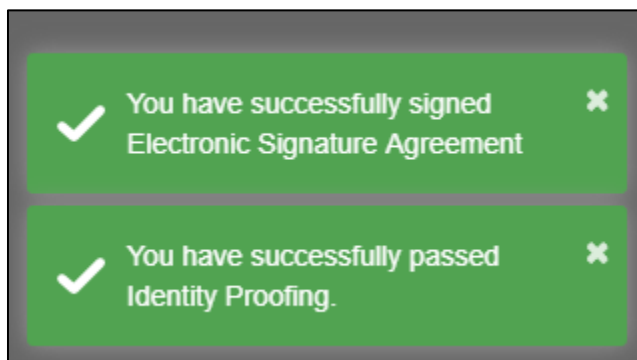 You have successfully signed
Electronic Signature Agreement
You have successfully passed
Identity Proofing.